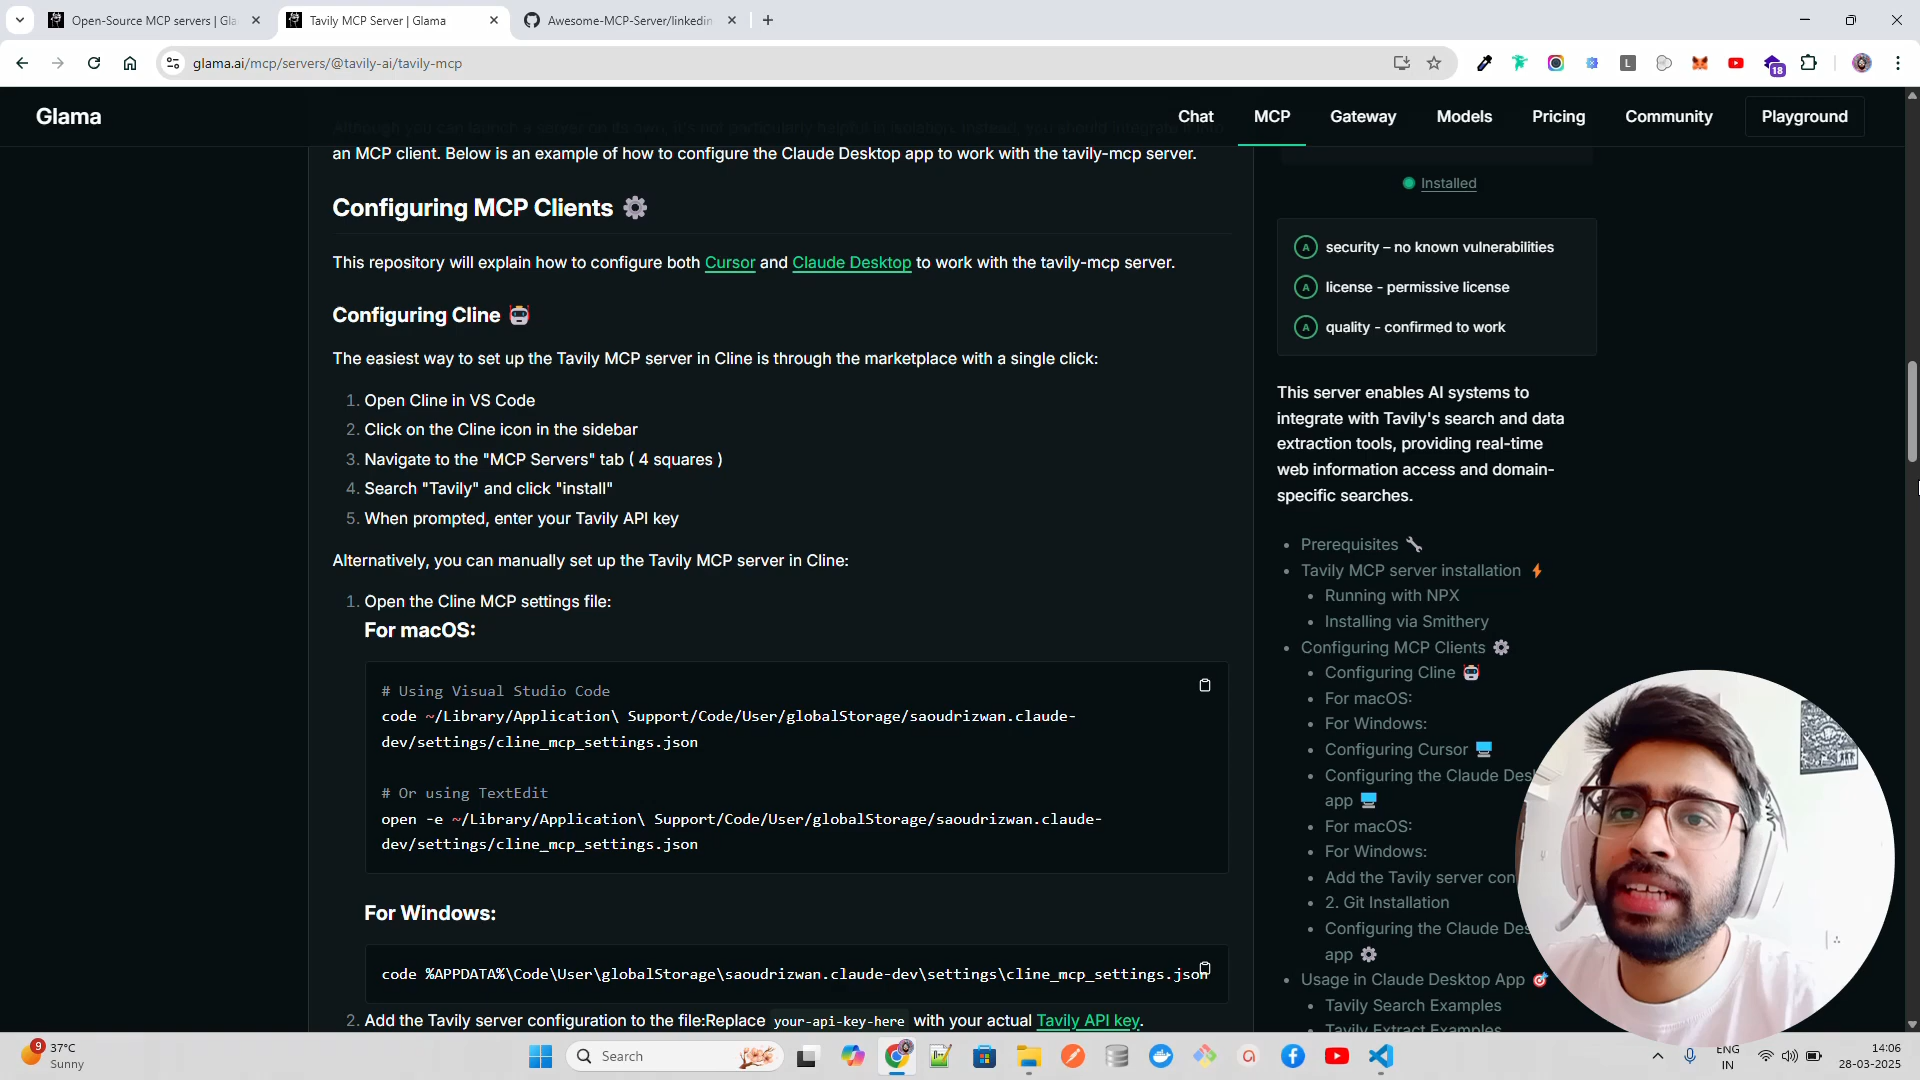 Open-Source MCP servers | Gla
Tavily MCP Server | Glama
Awesome-MCP-Server/linkedin
glama.ai/mcp/servers/@tavily-ai/tavily-mcp
18
Glama
Chat
MCP
Gateway
Models
Pricing
Community
Playground
an MCP client. Below is an example of how to configure the Claude Desktop app to work with the tavily-mcp server.
Configuring MCP Clients ⚙️
This repository will explain how to configure both Cursor and Claude Desktop to work with the tavily-mcp server.
Configuring Cline 🤖
The easiest way to set up the Tavily MCP server in Cline is through the marketplace with a single click:
1. Open Cline in VS Code
2. Click on the Cline icon in the sidebar
3. Navigate to the "MCP Servers" tab ( 4 squares )
4. Search "Tavily" and click "install"
5. When prompted, enter your Tavily API key
Alternatively, you can manually set up the Tavily MCP server in Cline:
1. Open the Cline MCP settings file:
For macOS:
# Using Visual Studio Code
code ~/Library/Application\ Support/Code/User/globalStorage/saoudrizwan.claude-
dev/settings/cline_mcp_settings.json
# Or using TextEdit
open -e ~/Library/Application\ Support/Code/User/globalStorage/saoudrizwan.claude-
dev/settings/cline_mcp_settings.json
For Windows:
code %APPDATA%\Code\User\globalStorage\saoudrizwan.claude-dev\settings\cline_mcp_settings.json
2. Add the Tavily server configuration to the file:Replace your-api-key-here with your actual Tavily API key.
Installed
A security – no known vulnerabilities
A license - permissive license
A quality - confirmed to work
This server enables AI systems to
integrate with Tavily's search and data
extraction tools, providing real-time
web information access and domain-
specific searches.
• Prerequisites 🔧
• Tavily MCP server installation ⚡
• Running with NPX
• Installing via Smithery
• Configuring MCP Clients ⚙️
• Configuring Cline 🤖
• For macOS:
• For Windows:
• Configuring Cursor 🖥️
• Configuring the Claude Des
app 🖥️
• For macOS:
• For Windows:
• Add the Tavily server con
• 2. Git Installation
• Configuring the Claude Des
app ⚙️
• Usage in Claude Desktop App 🎯
• Tavily Search Examples
• Tavily Extract Examples
9
37°C
Sunny
Search
ENG
IN
14:06
28-03-2025